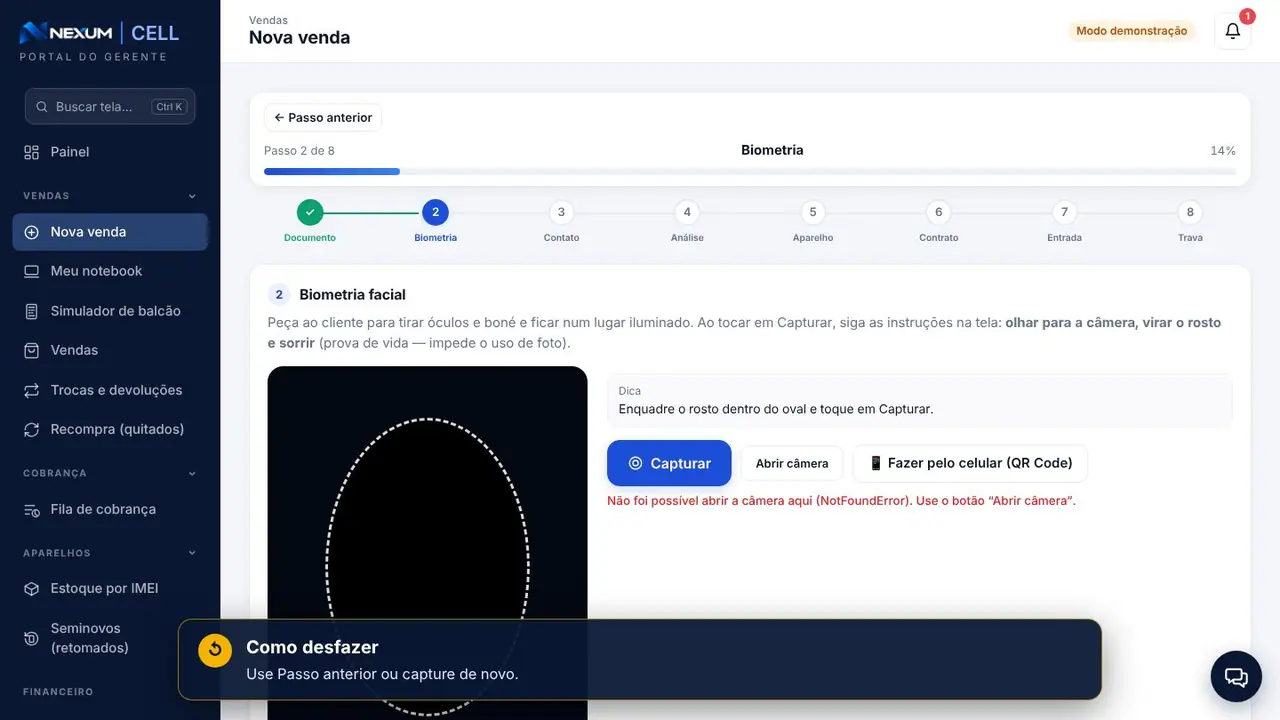 NEXUM | CELL
PORTAL DO GERENTE
Buscar tela...
Ctrl K
Painel
VENDAS
Nova venda
Meu notebook
Simulador de balcão
Vendas
Trocas e devoluções
Recompra (quitados)
COBRANÇA
Fila de cobrança
APARELHOS
Estoque por IMEI
Seminovos
(retomados)
FINANCEIRO
Vendas
Nova venda
Modo demonstração
1
← Passo anterior
Passo 2 de 8
Biometria
14%
2
3
4
5
6
7
8
Documento
Biometria
Contato
Análise
Aparelho
Contrato
Entrada
Trava
2 Biometria facial
Peça ao cliente para tirar óculos e boné e ficar num lugar iluminado. Ao tocar em Capturar, siga as instruções na tela: olhar para a câmera, virar o rosto
e sorrir (prova de vida — impede o uso de foto).
Dica
Enquadre o rosto dentro do oval e toque em Capturar.
Capturar
Abrir câmera
Fazer pelo celular (QR Code)
Não foi possível abrir a câmera aqui (NotFoundError). Use o botão “Abrir câmera”.
Como desfazer
Use Passo anterior ou capture de novo.